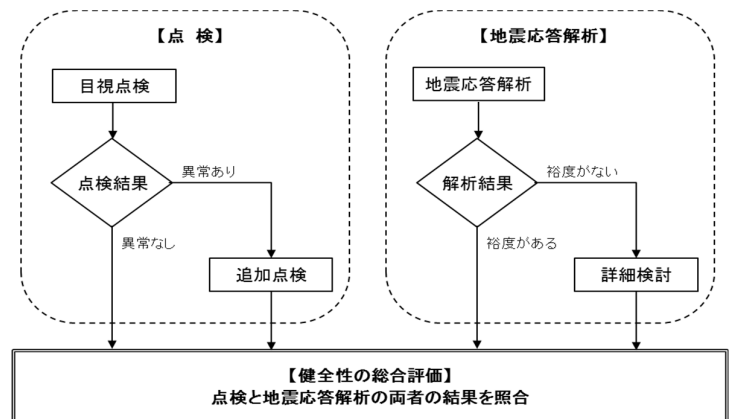 【点 検】
目視点検
点検結果
異常あり
異常なし
追加点検
【地震応答解析】
地震応答解析
解析結果
裕度がない
裕度がある
詳細検討
【健全性の総合評価】
点検と地震応答解析の両者の結果を照合